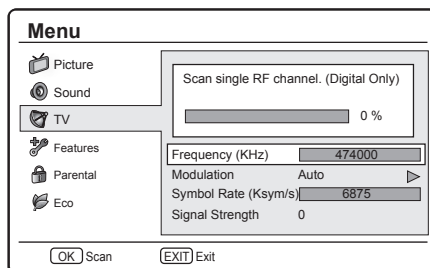 Menu
Picture
Sound
TV
Features
Parental
Eco
Scan single RF channel. (Digital Only)
0 %
Frequency (KHz) 474000
Modulation Auto
Symbol Rate (Ksym/s) 6875
Signal Strength 0
OK Scan EXIT Exit